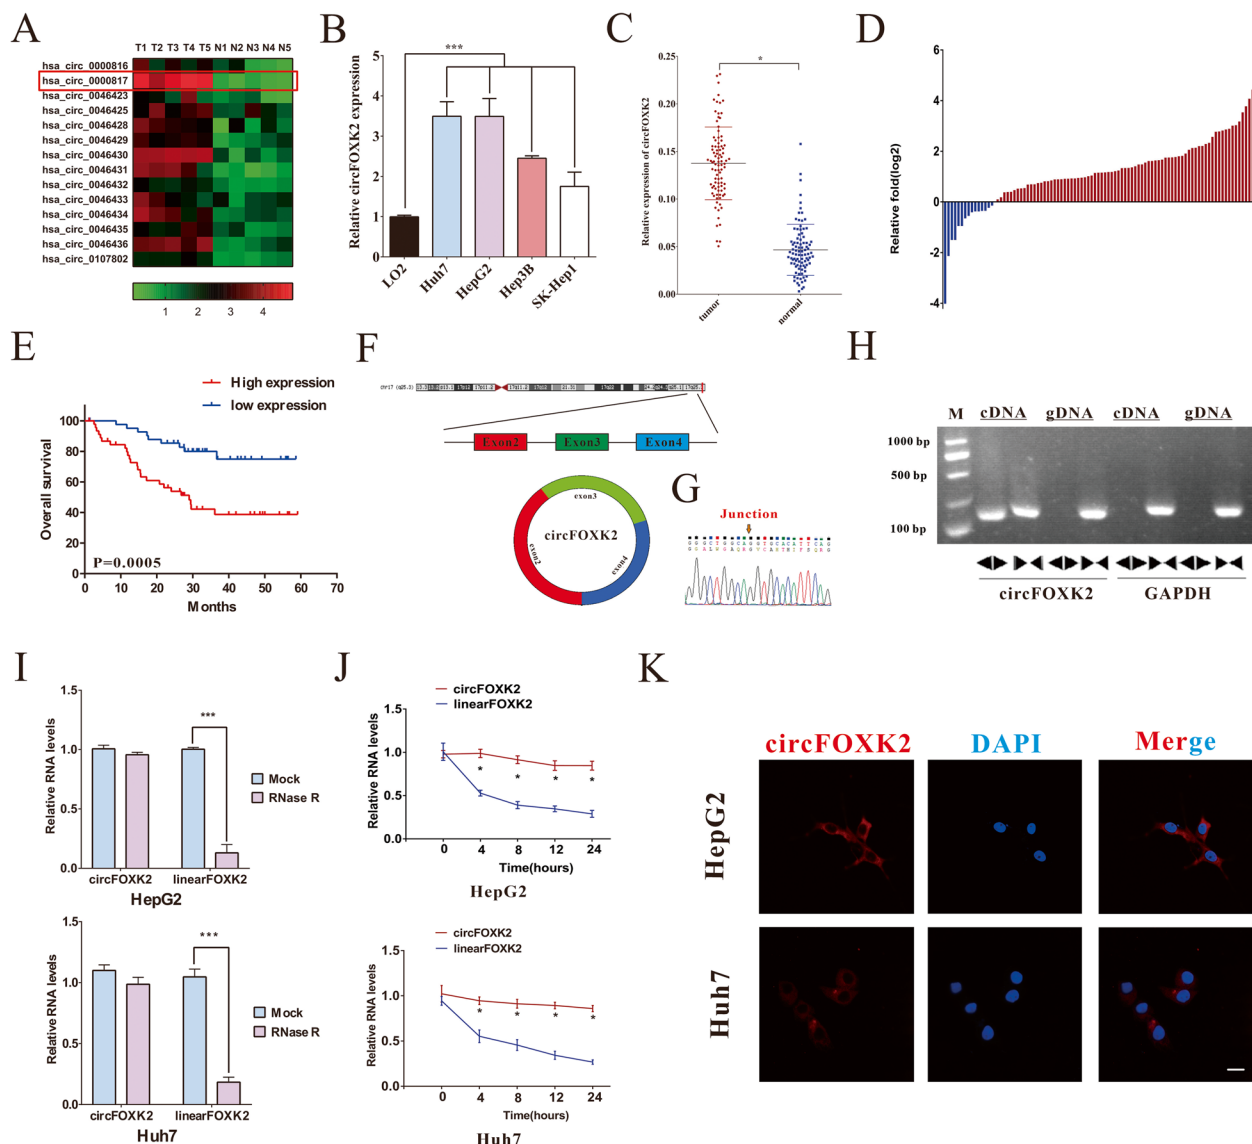 A
T1 T2 T3 T4 T5 N1 N2 N3 N4 N5
hsa_circ_0000816
hsa_circ_0000817
hsa_circ_0046423
hsa_circ_0046425
hsa_circ_0046428
hsa_circ_0046429
hsa_circ_0046430
hsa_circ_0046431
hsa_circ_0046432
hsa_circ_0046433
hsa_circ_0046434
hsa_circ_0046435
hsa_circ_0046436
hsa_circ_0107802
1 2 3 4
B
Relative circFOXK2 expression
5
4
3
2
1
0
***
LO2 Huh7 HepG2 Hep3B SK-Hep1
C
Relative expression of circFOXK2
0.25
0.20
0.15
0.10
0.05
0.00
*
tumor normal
D
Relative fold(log2)
6
4
2
0
-2
-4
E
High expression
low expression
Overall survival
100
80
60
40
20
0
P=0.0005
0 10 20 30 40 50 60 70
Months
F
chr17 (q25.3)
Exon2 Exon3 Exon4
exon3
circFOXK2
exon2
exon4
G
Junction
H
M cDNA gDNA cDNA gDNA
1000 bp
500 bp
100 bp
circFOXK2 GAPDH
I
Relative RNA levels
1.5
1.0
0.5
0.0
***
Mock
RNase R
circFOXK2 linearFOXK2
HepG2
Relative RNA levels
1.5
1.0
0.5
0.0
***
Mock
RNase R
circFOXK2 linearFOXK2
Huh7
J
circFOXK2
linearFOXK2
Relative RNA levels
1.5
1.0
0.5
0.0
* * * *
0 4 8 12 24
Time(hours)
HepG2
circFOXK2
linearFOXK2
Relative RNA levels
1.5
1.0
0.5
0.0
* * * *
0 4 8 12 24
Time(hours)
Huh7
K
circFOXK2 DAPI Merge
HepG2
Huh7